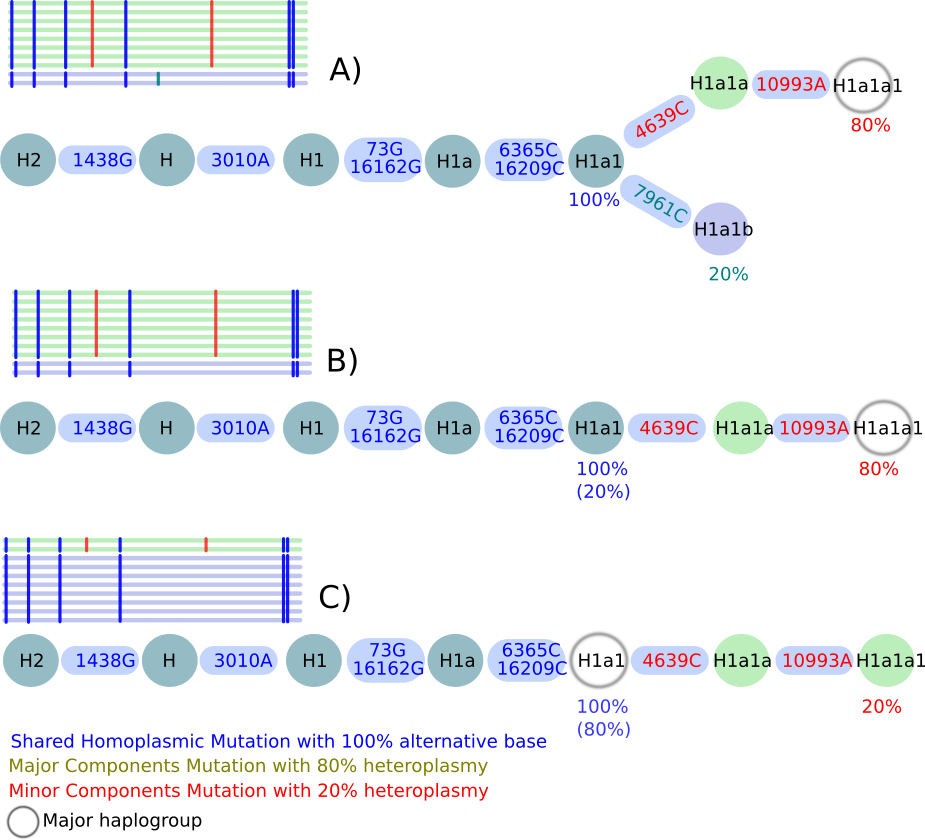 A)
H2 1438G H 3010A H1 73G 16162G H1a 6365C 16209C H1a1 4639C H1a1a 10993A H1a1a1
80%
100%
7961C
H1a1b
20%
B)
H2 1438G H 3010A H1 73G 16162G H1a 6365C 16209C H1a1 4639C H1a1a 10993A H1a1a1
100% 80%
(20%)
C)
H2 1438G H 3010A H1 73G 16162G H1a 6365C 16209C H1a1 4639C H1a1a 10993A H1a1a1
100% 20%
(80%)
Shared Homoplasmic Mutation with 100% alternative base
Major Components Mutation with 80% heteroplasmy
Minor Components Mutation with 20% heteroplasmy
Major haplogroup